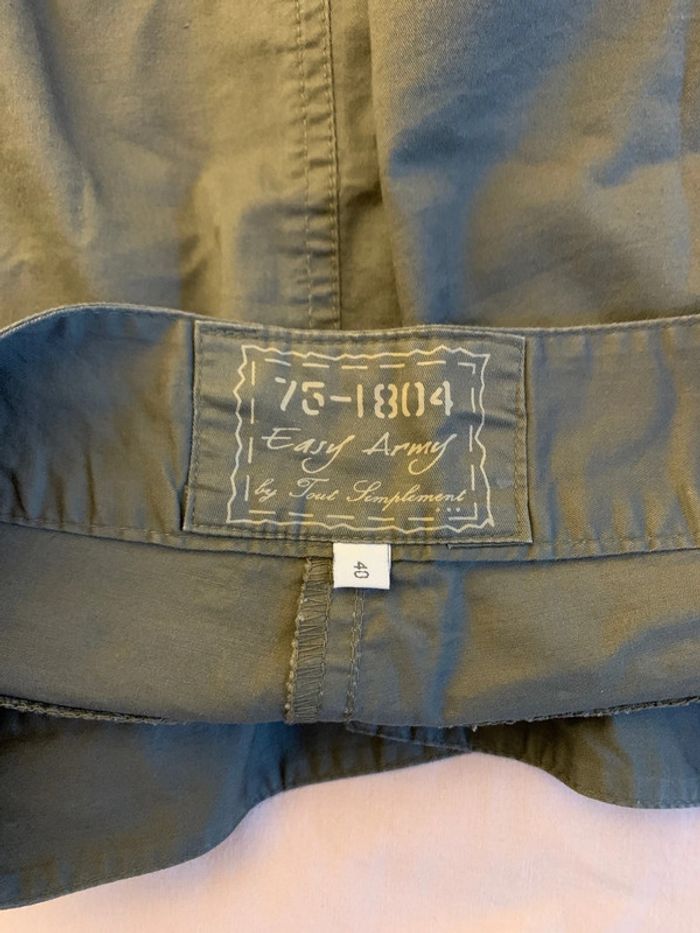 75-1804
Easy Army
by Tout Simplement
...
40